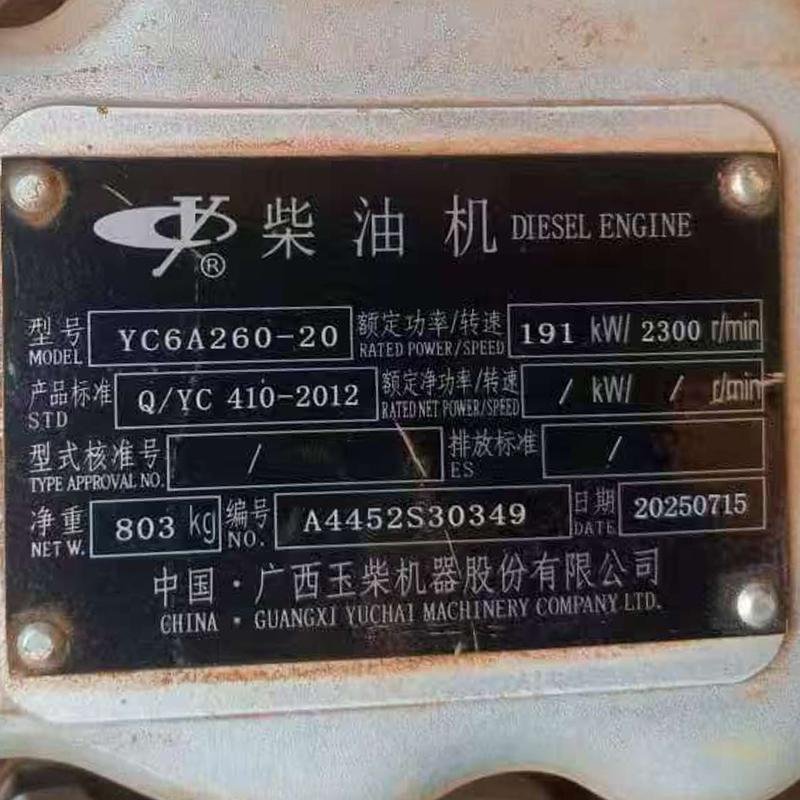 ® 柴油机 DIESEL ENGINE
型号 MODEL YC6A260-20 额定功率/转速 RATED POWER/SPEED 191 kW/ 2300 r/min
产品标准 STD Q/YC 410-2012 额定净功率/转速 RATED NET POWER/SPEED / kW/ / r/min
型式核准号 TYPE APPROVAL NO. / 排放标准 ES /
净重 NET W. 803 kg 编号 NO. A4452S30349 日期 DATE 20250715
中国·广西玉柴机器股份有限公司
CHINA · GUANGXI YUCHAI MACHINERY COMPANY LTD.